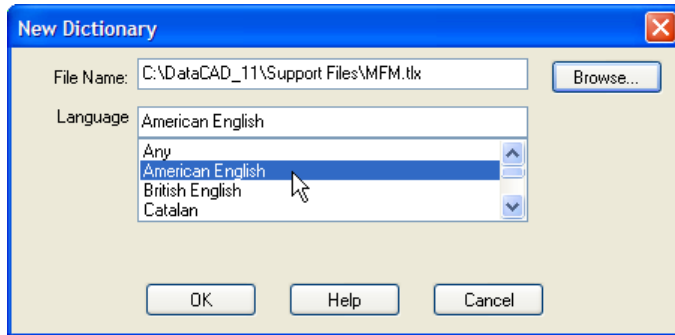 New Dictionary
File Name: C:\DataCAD_11\Support Files\MFM.tlx Browse...
Language American English
Any
American English
British English
Catalan
OK Help Cancel